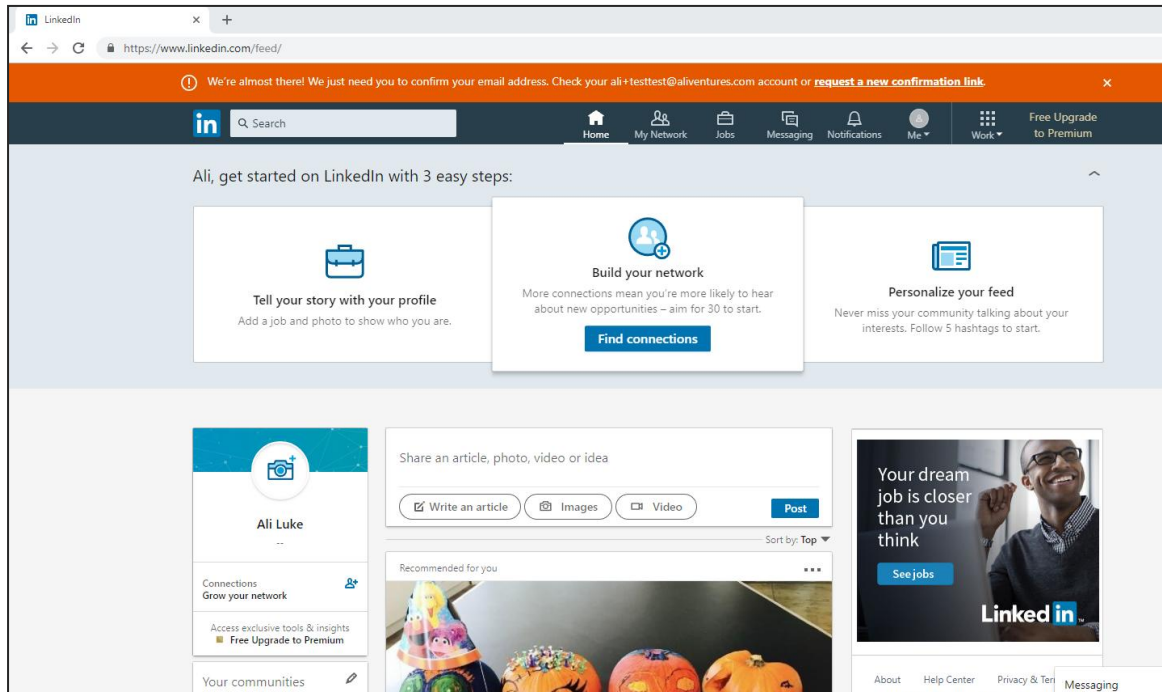 LinkedIn
https://www.linkedin.com/feed/
We're almost there! We just need you to confirm your email address. Check your ali+testtest@aliventures.com account or request a new confirmation link.
in
Search
Home
My Network
Jobs
Messaging
Notifications
Me
Work
Free Upgrade
to Premium
Ali, get started on LinkedIn with 3 easy steps:
Tell your story with your profile
Add a job and photo to show who you are.
Build your network
More connections mean you're more likely to hear
about new opportunities – aim for 30 to start.
Find connections
Personalize your feed
Never miss your community talking about your
interests. Follow 5 hashtags to start.
Ali Luke
--
Connections
Grow your network
Access exclusive tools & insights
Free Upgrade to Premium
Your communities
Share an article, photo, video or idea
Write an article
Images
Video
Post
Sort by: Top
Recommended for you
Your dream
job is closer
than you
think
See jobs
Linked in
About Help Center Privacy & Ter
Messaging